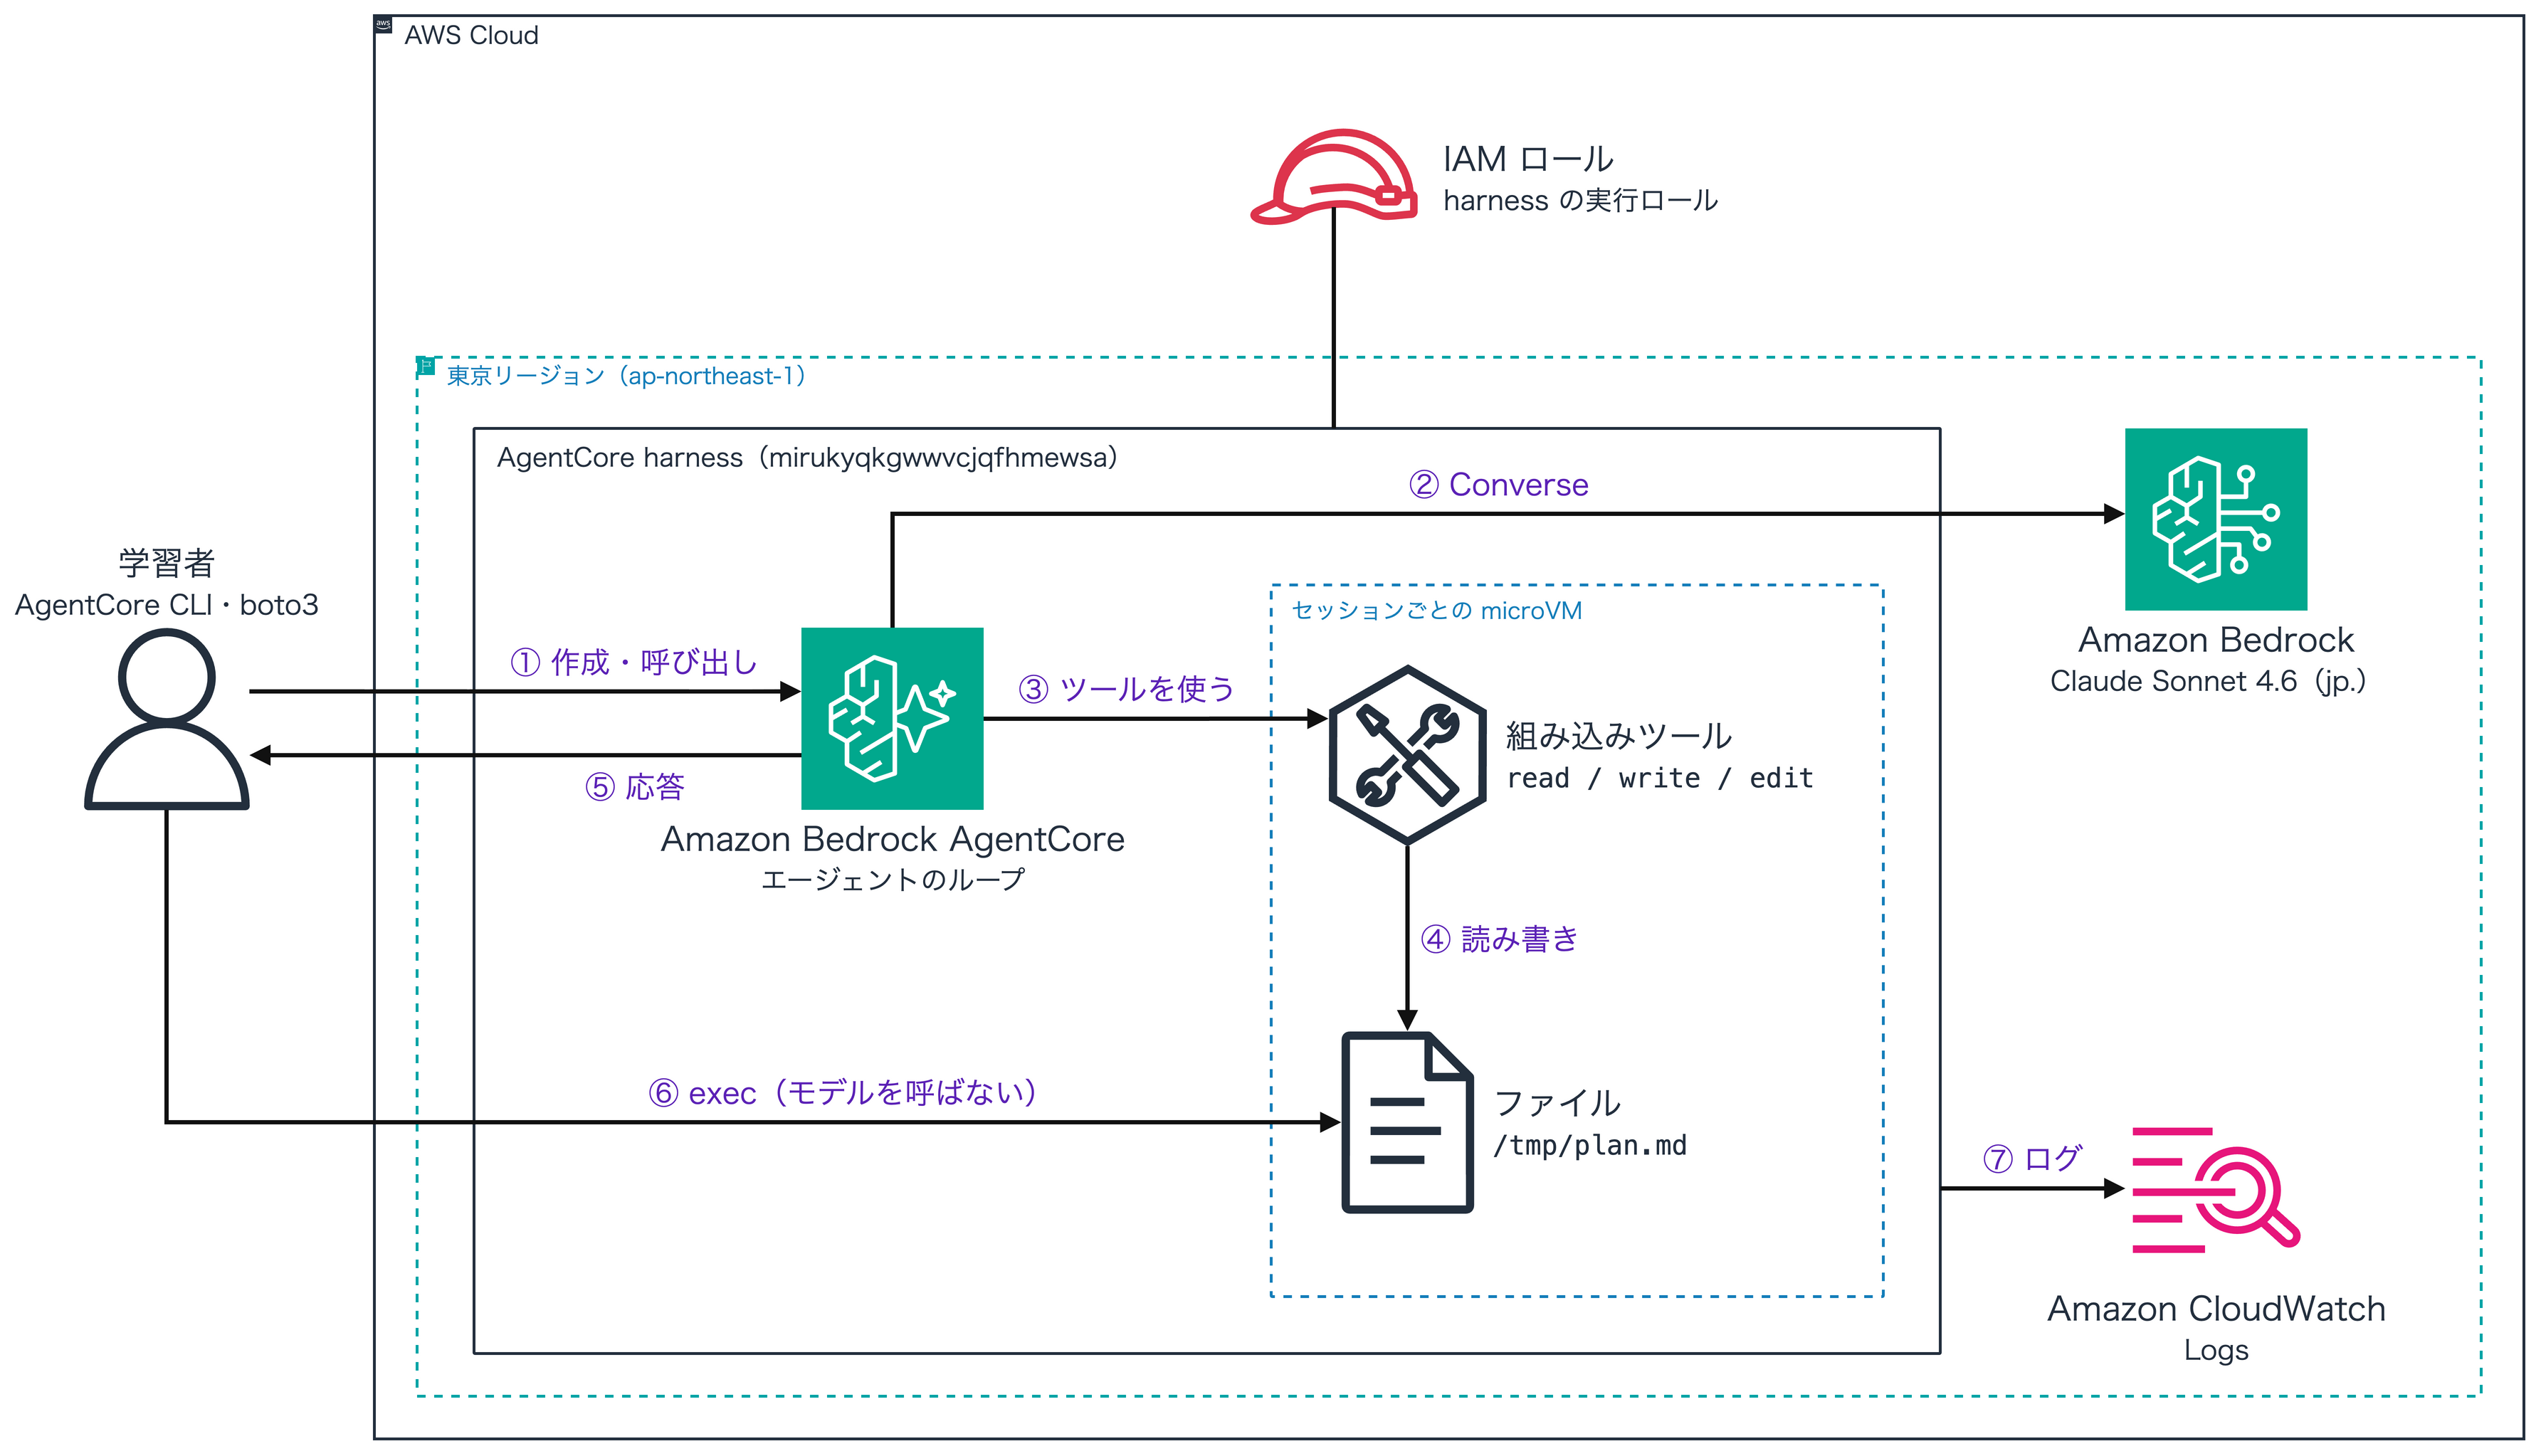 aws
AWS Cloud
IAM ロール
harness の実行ロール
東京リージョン（ap-northeast-1）
AgentCore harness（mirukyqkgwwvcjqfhmewsa）
② Converse
学習者
AgentCore CLI・boto3
セッションごとの microVM
Amazon Bedrock
Claude Sonnet 4.6（jp.）
① 作成・呼び出し
③ ツールを使う
組み込みツール
read / write / edit
⑤ 応答
Amazon Bedrock AgentCore
エージェントのループ
④ 読み書き
⑥ exec（モデルを呼ばない）
ファイル
/tmp/plan.md
⑦ ログ
Amazon CloudWatch
Logs